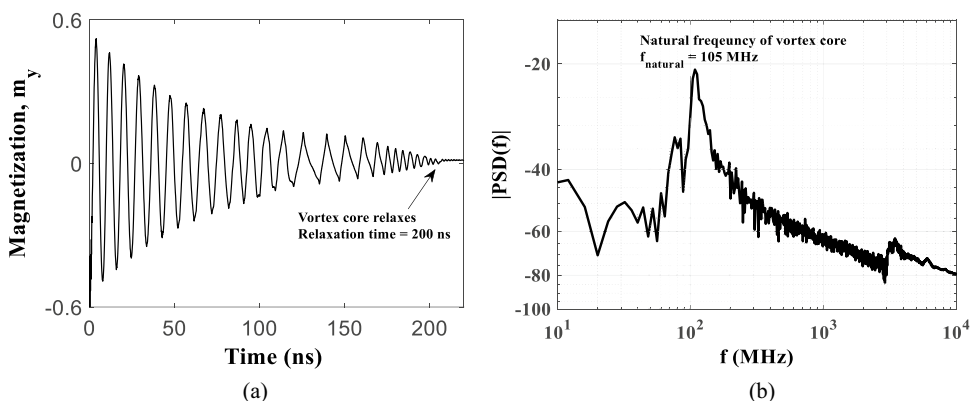 0.6
0
-0.6
Magnetization, m_y
0 50 100 150 200
Time (ns)
Vortex core relaxes
Relaxation time = 200 ns
(a)
-20
-40
-60
-80
-100
|PSD(f)|
10^1 10^2 10^3 10^4
f (MHz)
Natural freqeuncy of vortex core
f_natural = 105 MHz
(b)